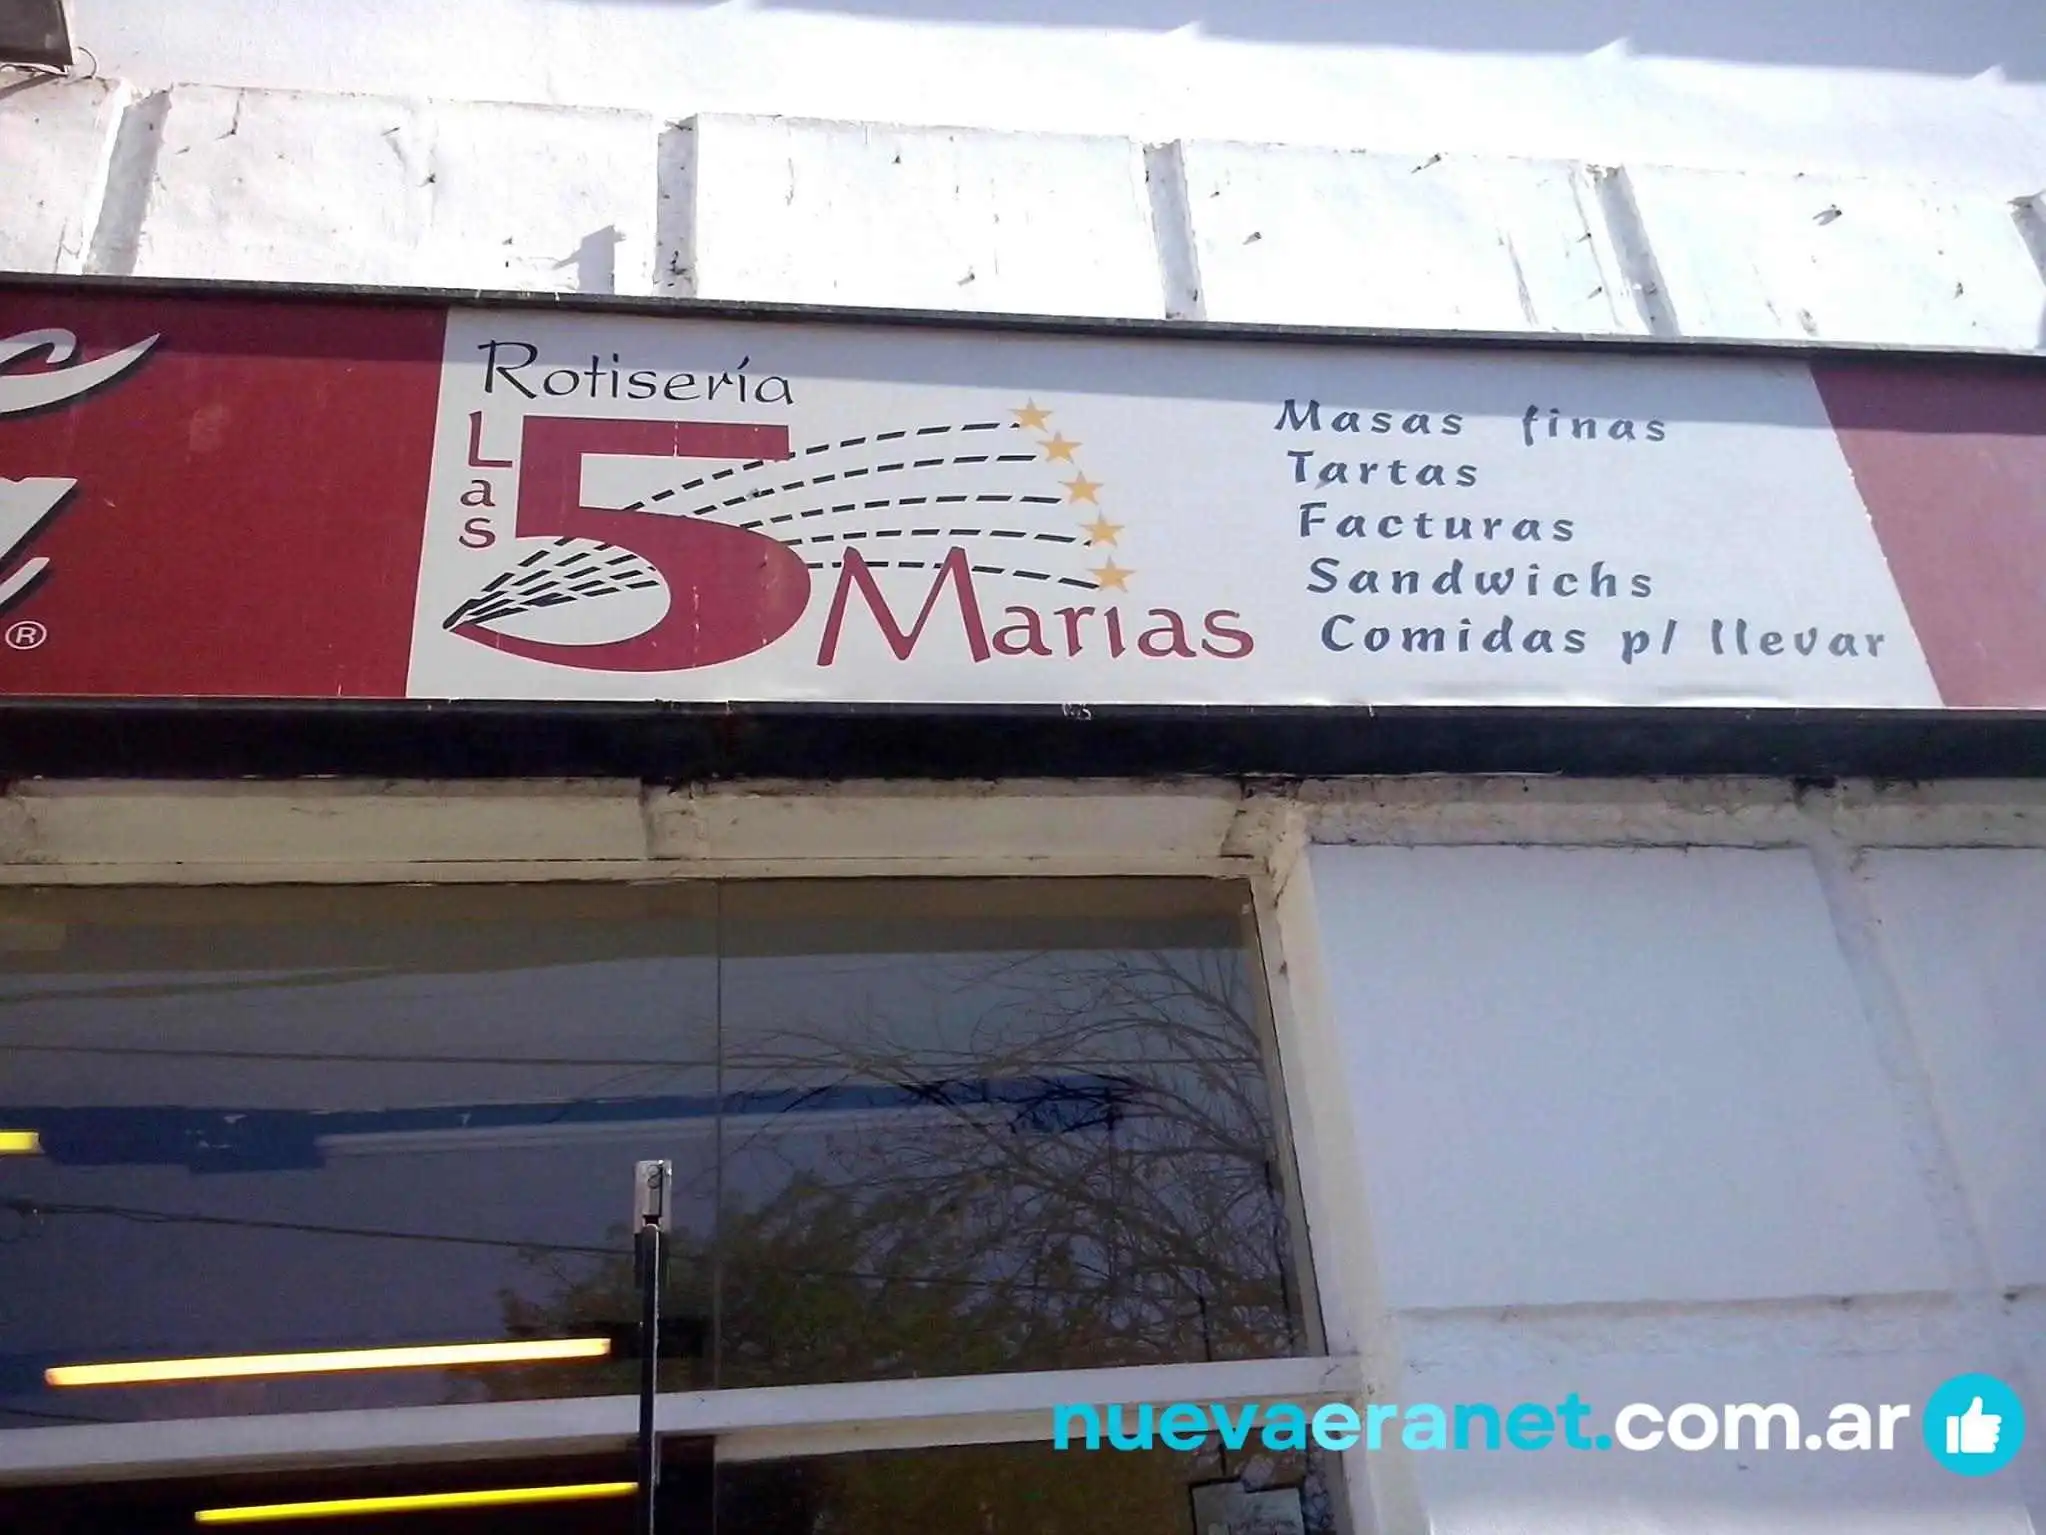 Rotisería
Las
5
Marias
Masas finas
Tartas
Facturas
Sandwichs
Comidas p/ llevar
®
nuevaeranet.com.ar